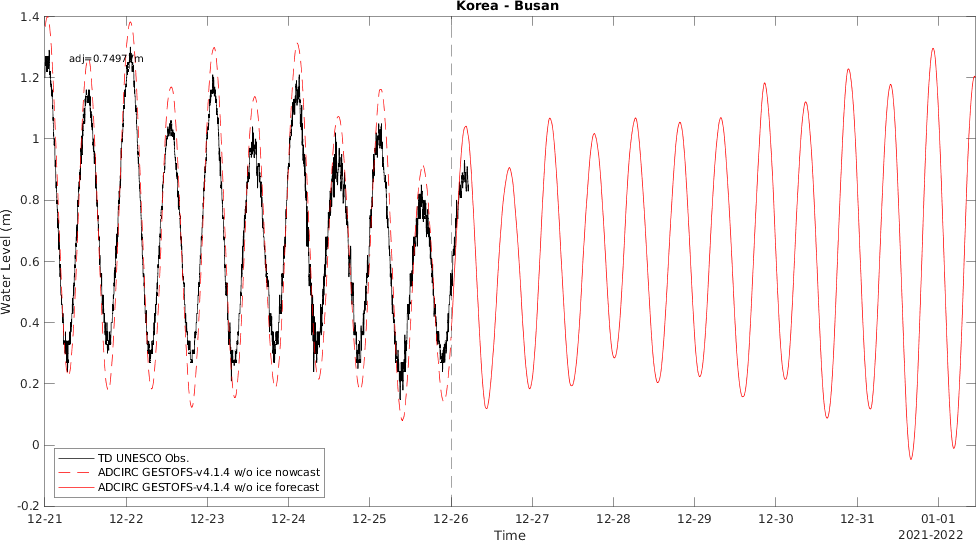 Korea - Busan
1.4
1.2
1
0.8
0.6
0.4
0.2
0
-0.2
Water Level (m)
adj=0.7497 m
TD UNESCO Obs.
ADCIRC GESTOFS-v4.1.4 w/o ice nowcast
ADCIRC GESTOFS-v4.1.4 w/o ice forecast
12-21 12-22 12-23 12-24 12-25 12-26 12-27 12-28 12-29 12-30 12-31 01-01
Time
2021-2022